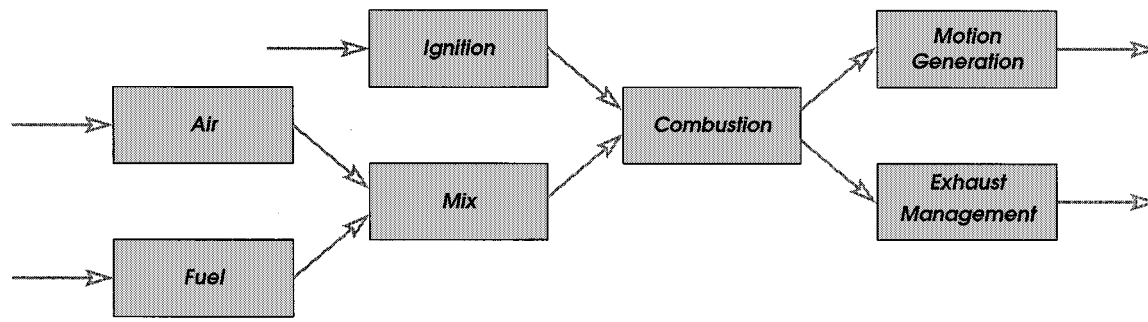 Ignition
Motion
Generation
Air
Combustion
Mix
Exhaust
Management
Fuel